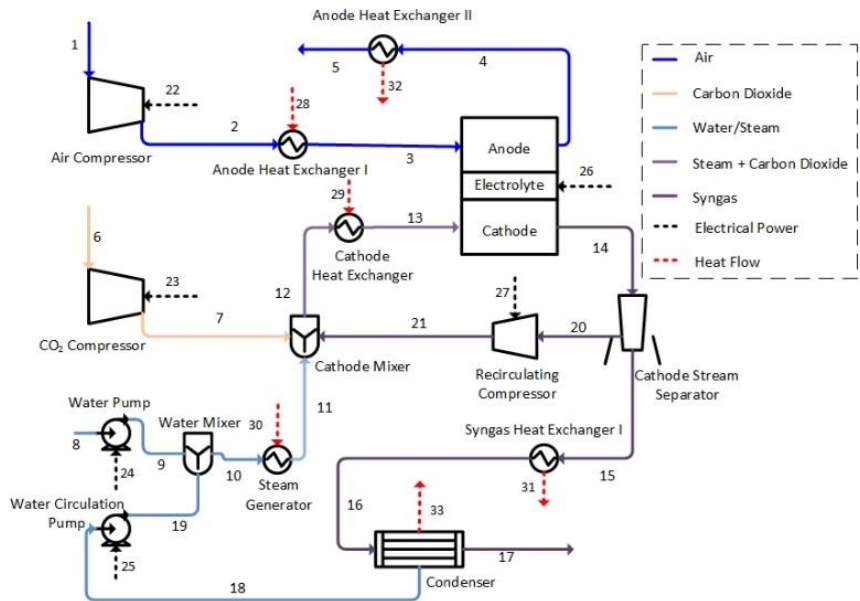 Anode Heat Exchanger II
1
5
4
32
22
28
2
3
Air Compressor
Anode Heat Exchanger I
Anode
Electrolyte
Cathode
26
Air
Carbon Dioxide
Water/Steam
Steam + Carbon Dioxide
Syngas
Electrical Power
Heat Flow
29
13
6
Cathode
Heat Exchanger
14
23
12
27
7
21
20
CO₂ Compressor
Cathode Mixer
Recirculating
Compressor
Cathode Stream
Separator
Water Pump
11
Water Mixer
30
Syngas Heat Exchanger I
8
9
10
24
Steam
Generator
15
31
Water Circulation
Pump
19
16
33
25
17
18
Condenser